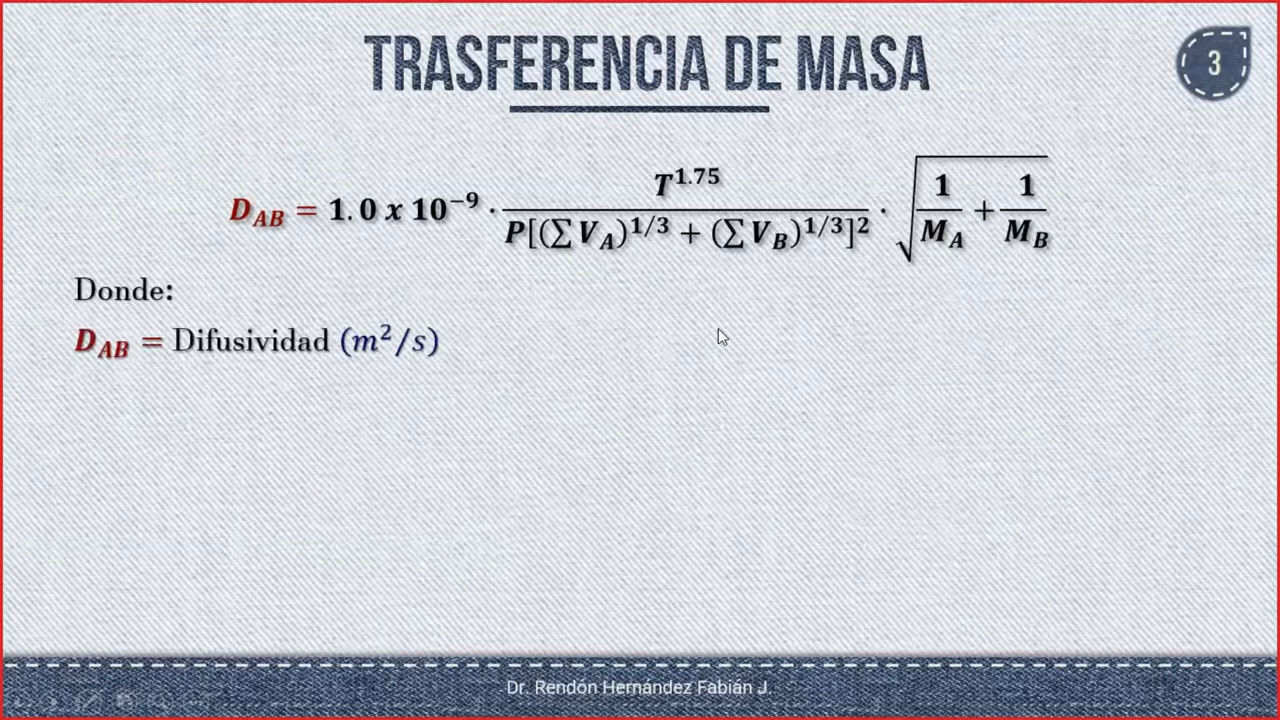 TRASFERENCIA DE MASA
3
D_AB = 1.0 x 10^−9 · T^1.75 / P[(∑ V_A)^1/3 + (∑ V_B)^1/3]^2 · √(1/M_A + 1/M_B)
Donde:
D_AB = Difusividad (m^2/s)
Dr. Rendón Hernández Fabián J.